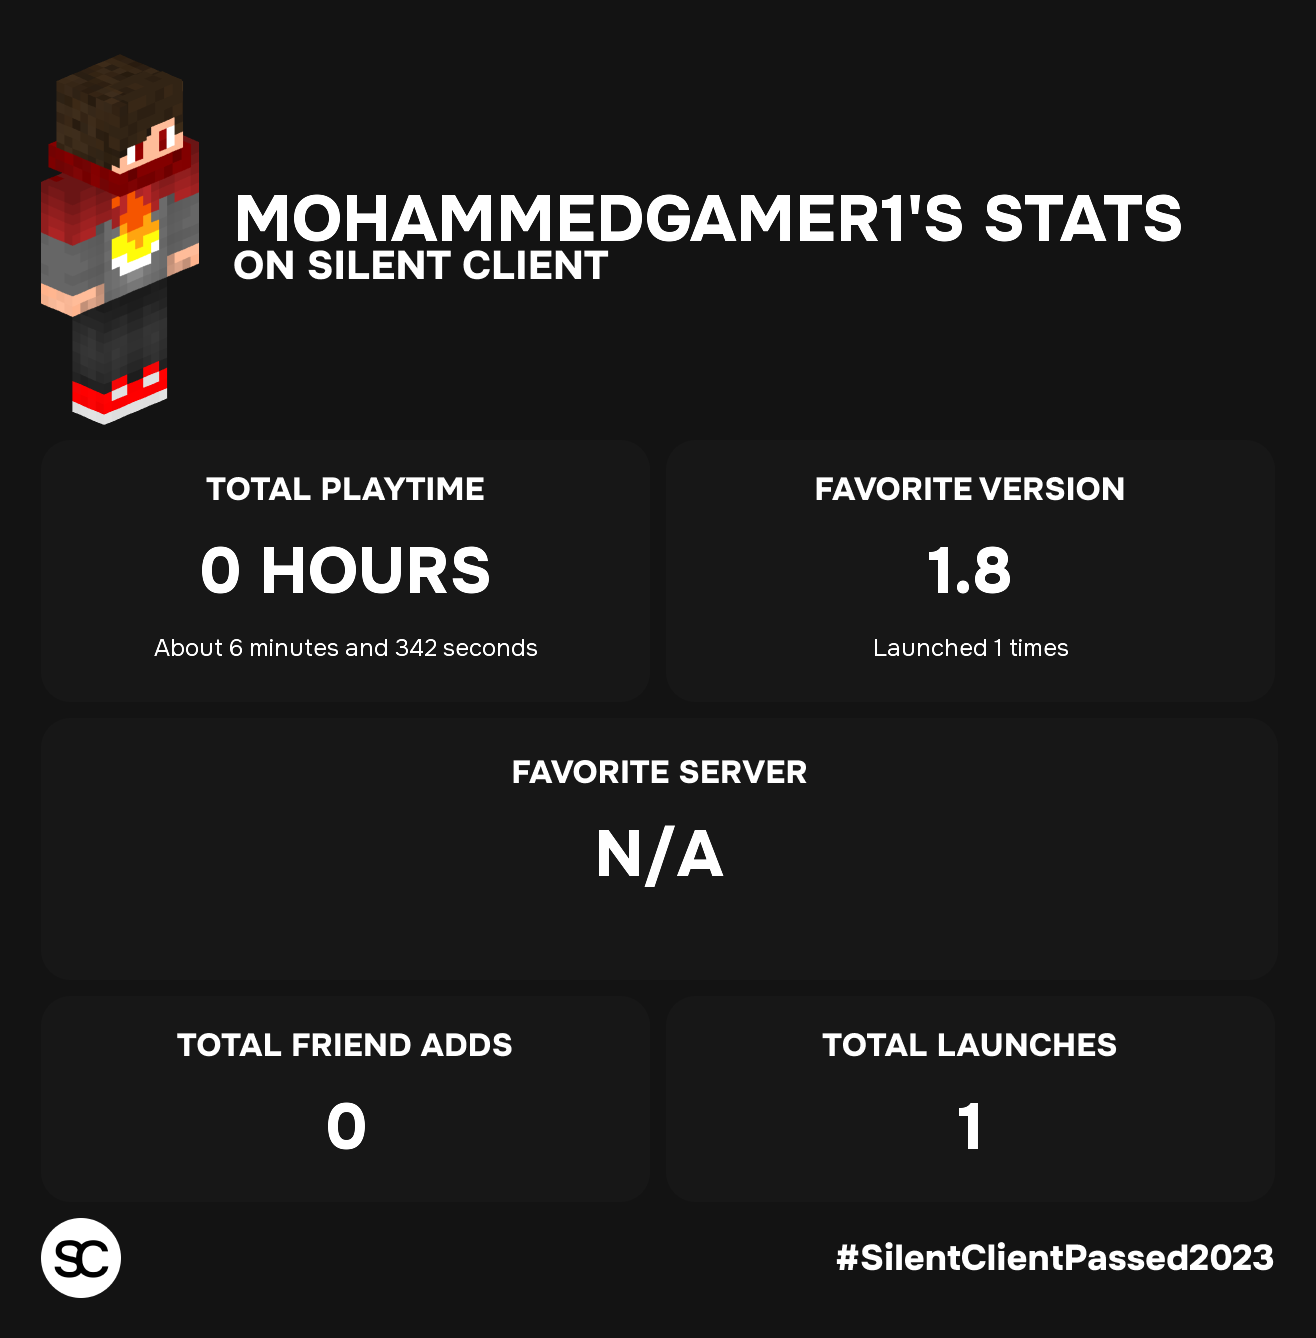 MOHAMMEDGAMER1'S STATS
ON SILENT CLIENT
TOTAL PLAYTIME
0 HOURS
About 6 minutes and 342 seconds
FAVORITE VERSION
1.8
Launched 1 times
FAVORITE SERVER
N/A
TOTAL FRIEND ADDS
0
TOTAL LAUNCHES
1
SC
#SilentClientPassed2023